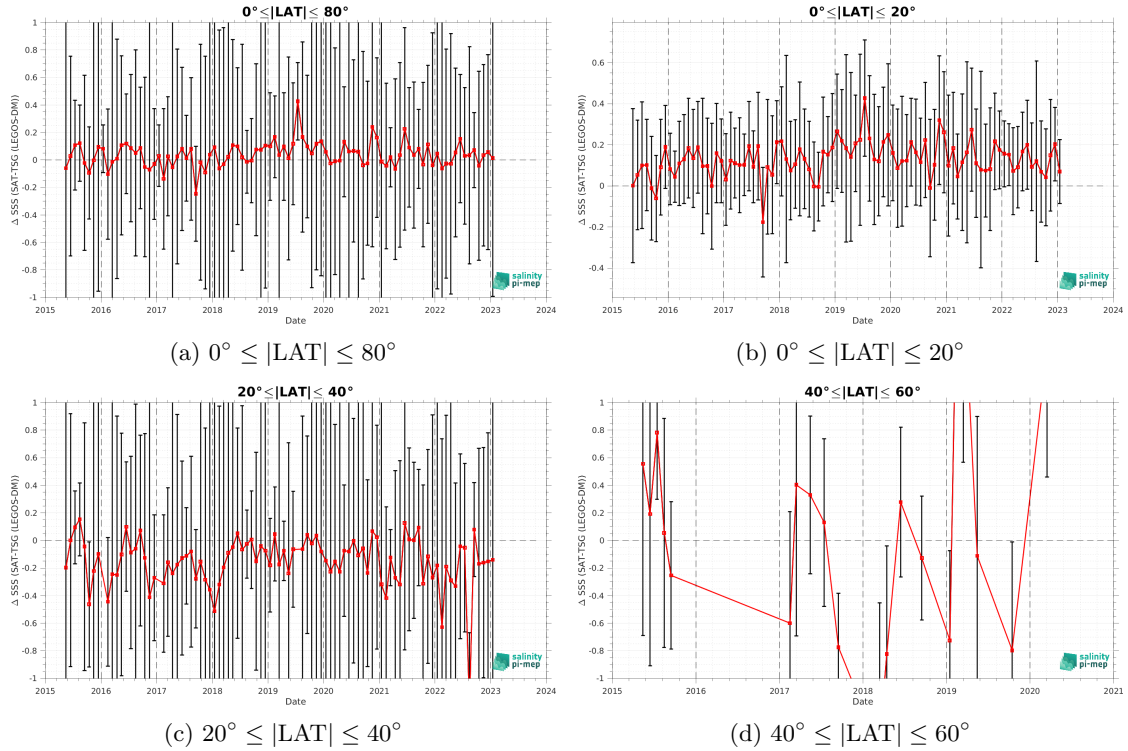 0°≤|LAT|≤ 80°
Δ SSS (SAT-TSG (LEGOS-DM))
1
0.8
0.6
0.4
0.2
0
-0.2
-0.4
-0.6
-0.8
-1
2015 2016 2017 2018 2019 2020 2021 2022 2023 2024
Date
salinity
pi-mep
(a) 0° ≤ |LAT| ≤ 80°
0°≤|LAT|≤ 20°
Δ SSS (SAT-TSG (LEGOS-DM))
0.8
0.6
0.4
0.2
0
-0.2
-0.4
2015 2016 2017 2018 2019 2020 2021 2022 2023 2024
Date
salinity
pi-mep
(b) 0° ≤ |LAT| ≤ 20°
20°≤|LAT|≤ 40°
Δ SSS (SAT-TSG (LEGOS-DM))
1
0.8
0.6
0.4
0.2
0
-0.2
-0.4
-0.6
-0.8
-1
2015 2016 2017 2018 2019 2020 2021 2022 2023 2024
Date
salinity
pi-mep
(c) 20° ≤ |LAT| ≤ 40°
40°≤|LAT|≤ 60°
Δ SSS (SAT-TSG (LEGOS-DM))
1
0.8
0.6
0.4
0.2
0
-0.2
-0.4
-0.6
-0.8
-1
2015 2016 2017 2018 2019 2020 2021
Date
salinity
pi-mep
(d) 40° ≤ |LAT| ≤ 60°